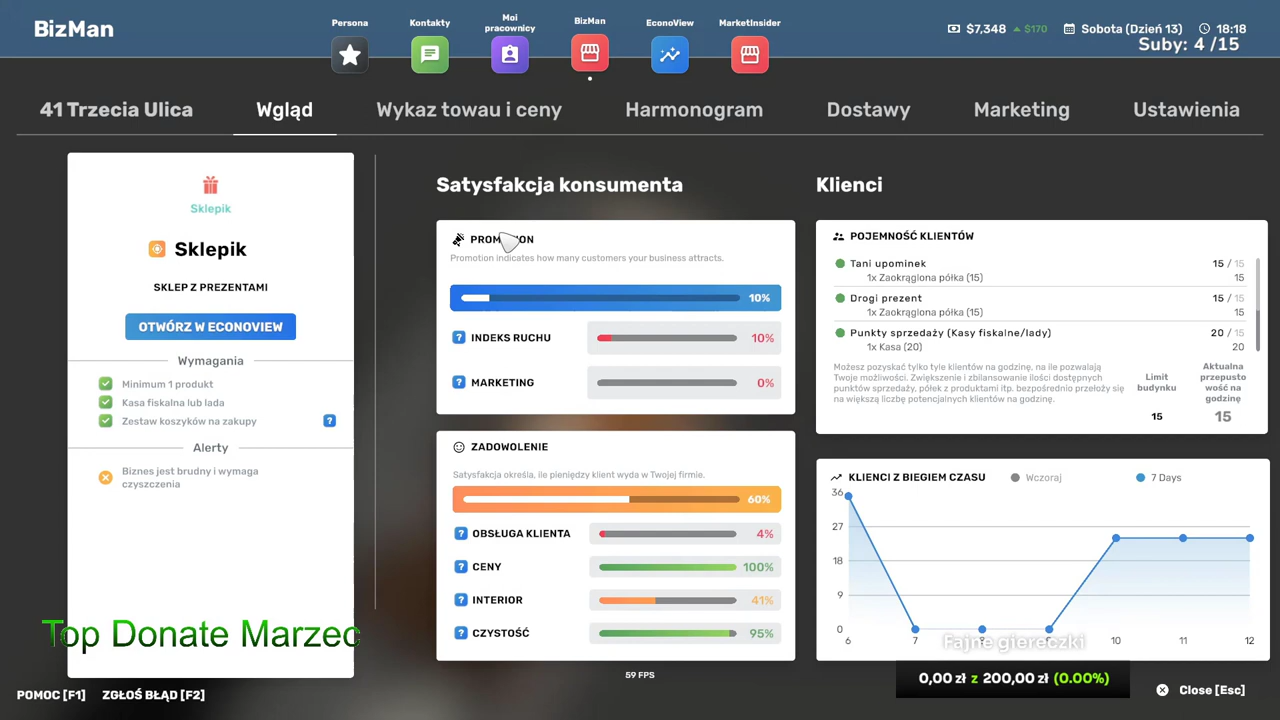 BizMan
Persona
Kontakty
Moi
pracownicy
BizMan
EconoView
MarketInsider
$7,348 $170
Sobota (Dzień 13)
18:18
Suby: 4 /15
41 Trzecia Ulica
Wgląd
Wykaz towau i ceny
Harmonogram
Dostawy
Marketing
Ustawienia
Sklepik
Sklepik
SKLEP Z PREZENTAMI
OTWÓRZ W ECONOVIEW
Wymagania
Minimum 1 produkt
Kasa fiskalna lub lada
Zestaw koszyków na zakupy ?
Alerty
Biznes jest brudny i wymaga
czyszczenia
Top Donate Marzec
Satysfakcja konsumenta
PROMOTION
Promotion indicates how many customers your business attracts.
10%
? INDEKS RUCHU 10%
? MARKETING 0%
ZADOWOLENIE
Satysfakcja określa, ile pieniędzy klient wyda w Twojej firmie.
60%
? OBSŁUGA KLIENTA 4%
? CENY 100%
? INTERIOR 41%
? CZYSTOŚĆ 95%
Klienci
POJEMNOŚĆ KLIENTÓW
Tani upominek 15 / 15
1x Zaokrąglona półka (15) 15
Drogi prezent 15 / 15
1x Zaokrąglona półka (15) 15
Punkty sprzedaży (Kasy fiskalne/lady) 20 / 15
1x Kasa (20) 20
Możesz pozyskać tylko tyle klientów na godzinę, na ile pozwalają
Twoje możliwości. Zwiększenie i zbilansowanie ilości dostępnych
punktów sprzedaży, półek z produktami itp. bezpośrednio przełoży się
na większą liczbę potencjalnych klientów na godzinę.
Limit
budynku
15
Aktualna
przepusto
wość na
godzinę
15
KLIENCI Z BIEGIEM CZASU
Wczoraj
7 Days
36
27
18
9
0
6 7 8 9 10 11 12
Fajne giereczki
0,00 zł z 200,00 zł (0.00%)
59 FPS
POMOC [F1]
ZGŁOŚ BŁĄD [F2]
Close [Esc]